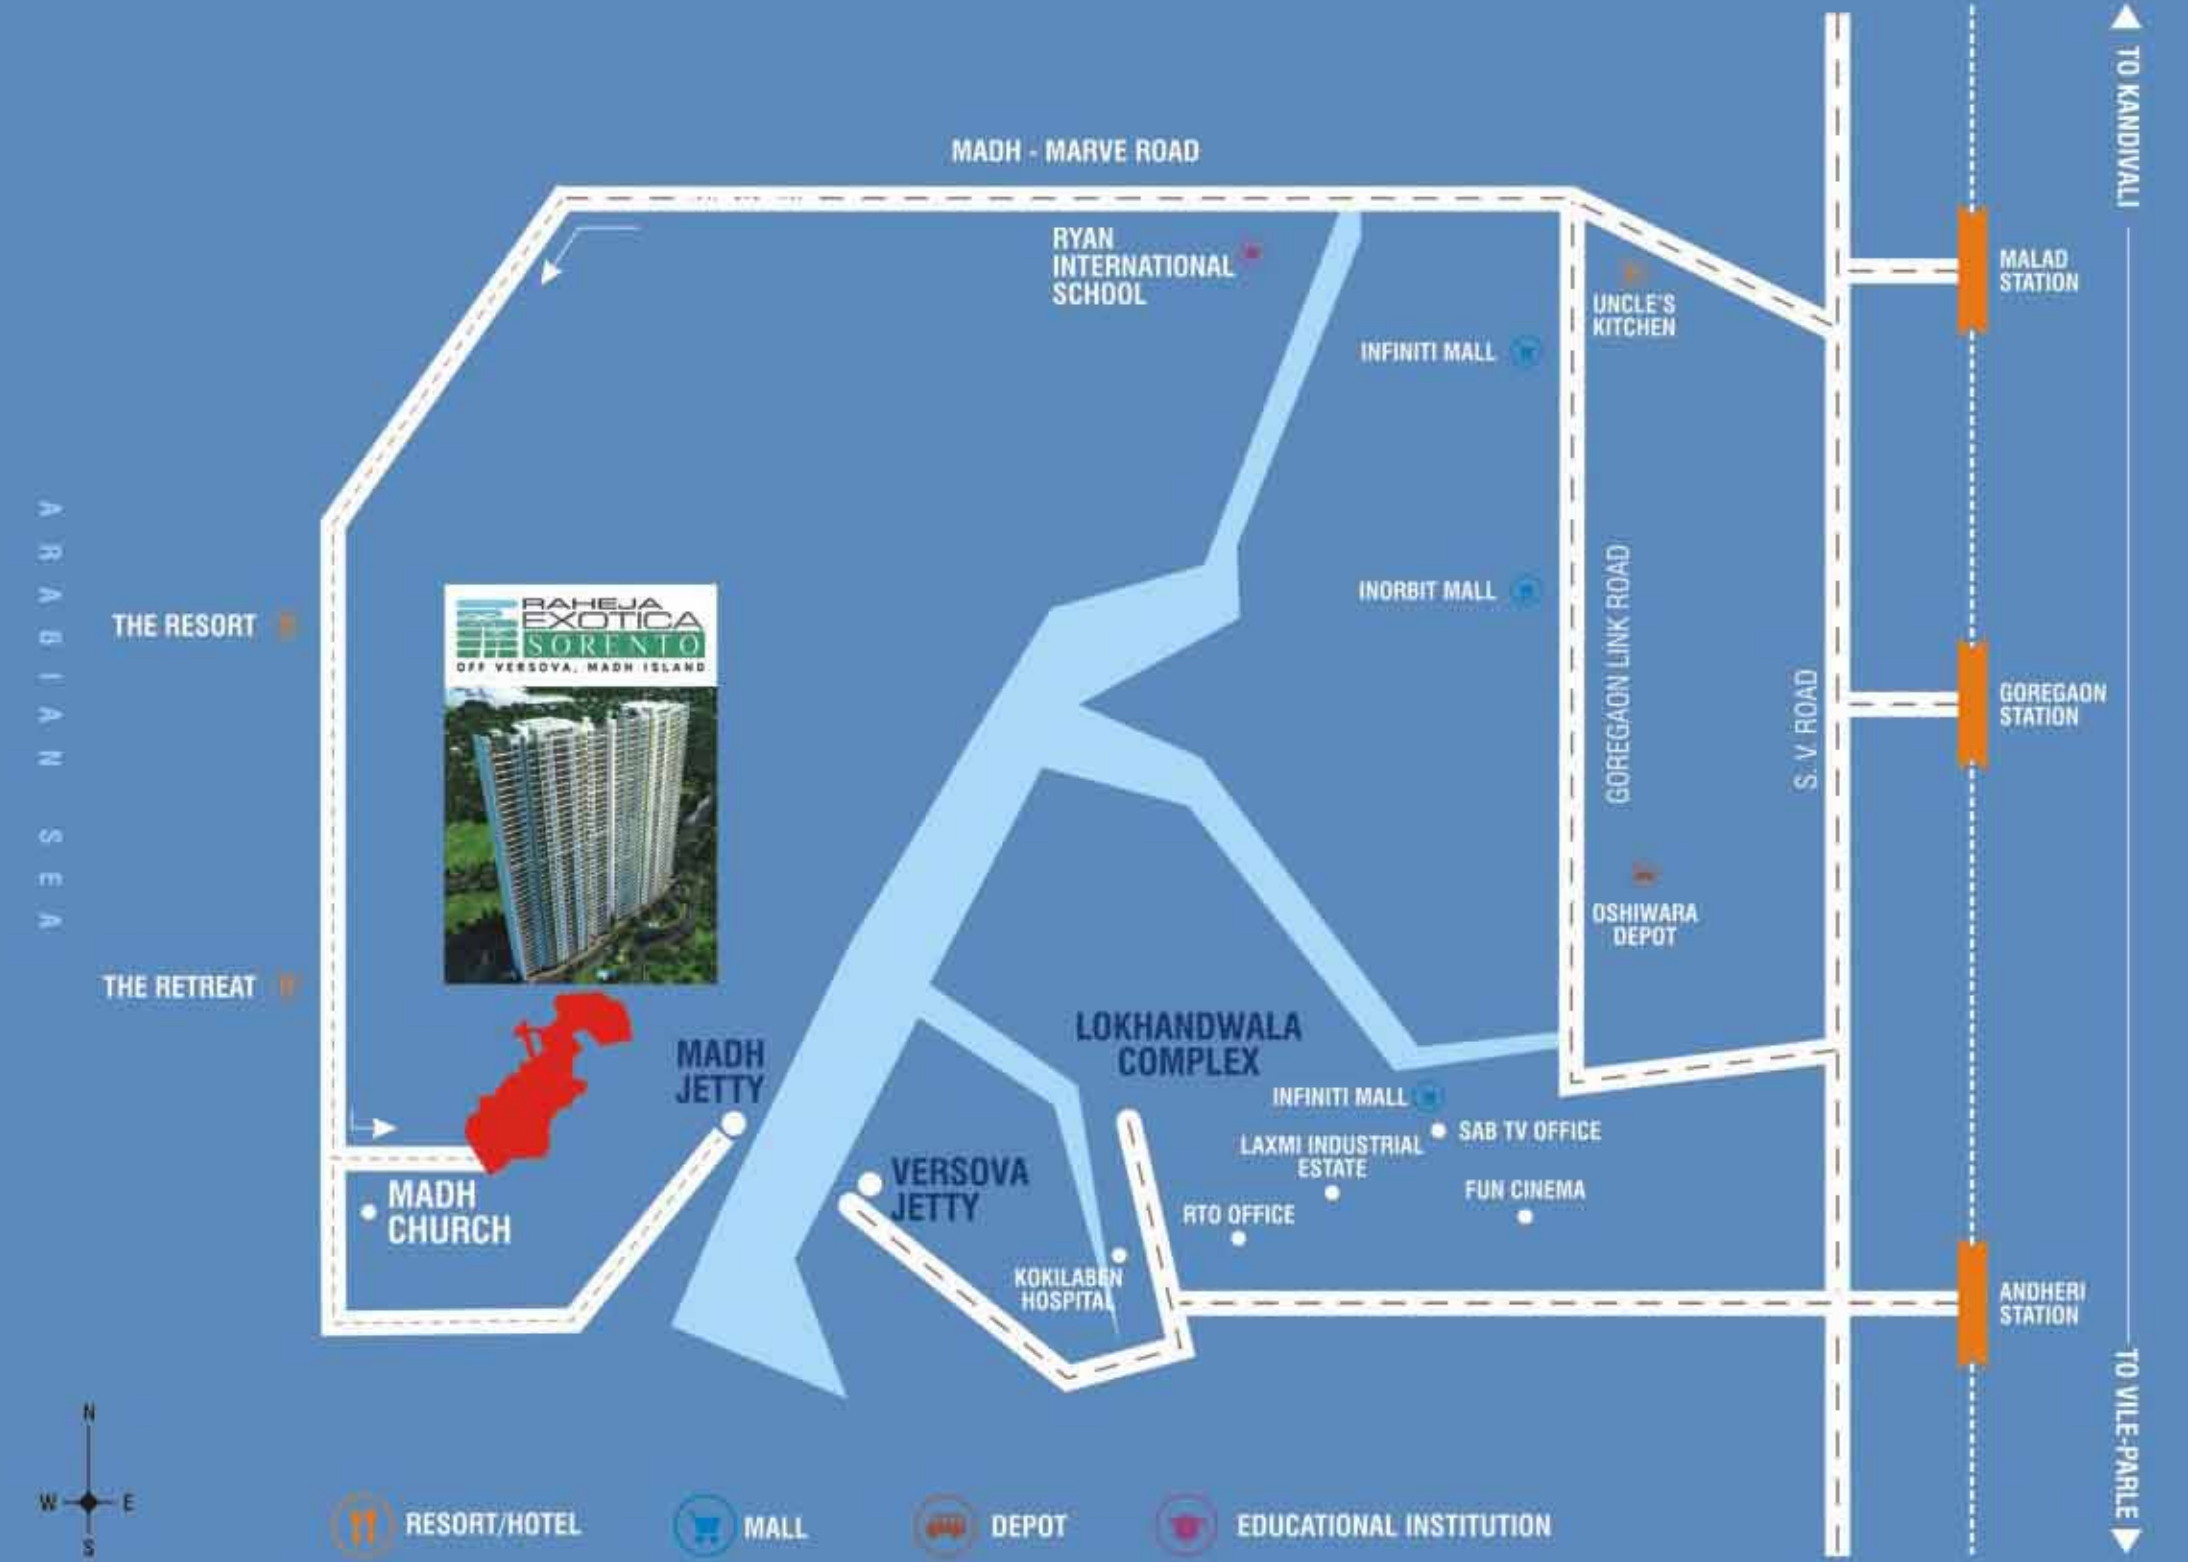 TO KANDIVALI
MADH - MARVE ROAD
RYAN
INTERNATIONAL
SCHOOL
MALAD
STATION
UNCLE'S
KITCHEN
INFINITI MALL
ARABIAN SEA
THE RESORT
RAHEJA
EXOTICA
SORENTO
OFF VERSOVA, MADH ISLAND
INORBIT MALL
GOREGAON LINK ROAD
S. V. ROAD
GOREGAON
STATION
OSHIWARA
DEPOT
THE RETREAT
MADH
JETTY
LOKHANDWALA
COMPLEX
INFINITI MALL
SAB TV OFFICE
LAXMI INDUSTRIAL
ESTATE
VERSOVA
JETTY
FUN CINEMA
RTO OFFICE
MADH
CHURCH
KOKILABEN
HOSPITAL
ANDHERI
STATION
TO VILE-PARLE
N
W E
S
RESORT/HOTEL
MALL
DEPOT
EDUCATIONAL INSTITUTION